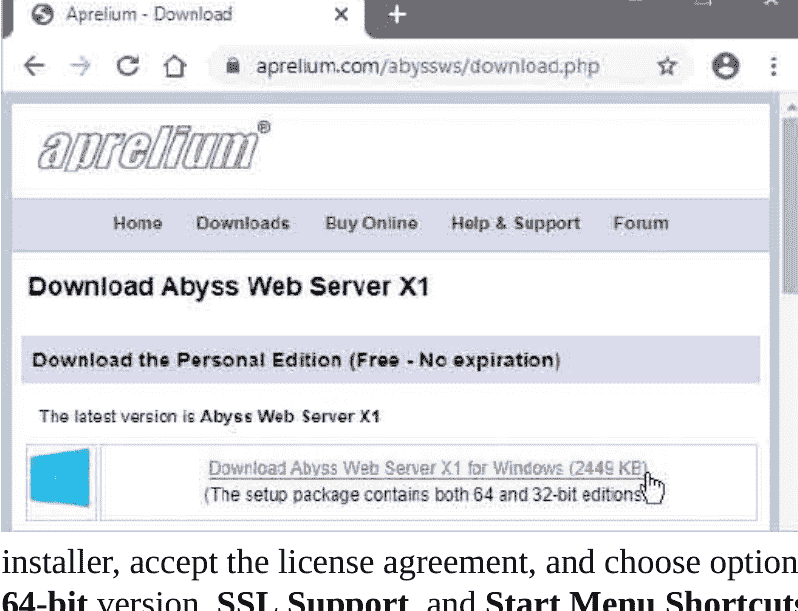 Aprelium - Download
aprelium.com/abyssws/download.php
aprelium®
Home Downloads Buy Online Help & Support Forum
Download Abyss Web Server X1
Download the Personal Edition (Free - No expiration)
The latest version is Abyss Web Server X1
Download Abyss Web Server X1 for Windows (2449 KB)
(The setup package contains both 64 and 32-bit editions
installer, accept the license agreement, and choose option
64-bit version, SSL Support, and Start Menu Shortcuts